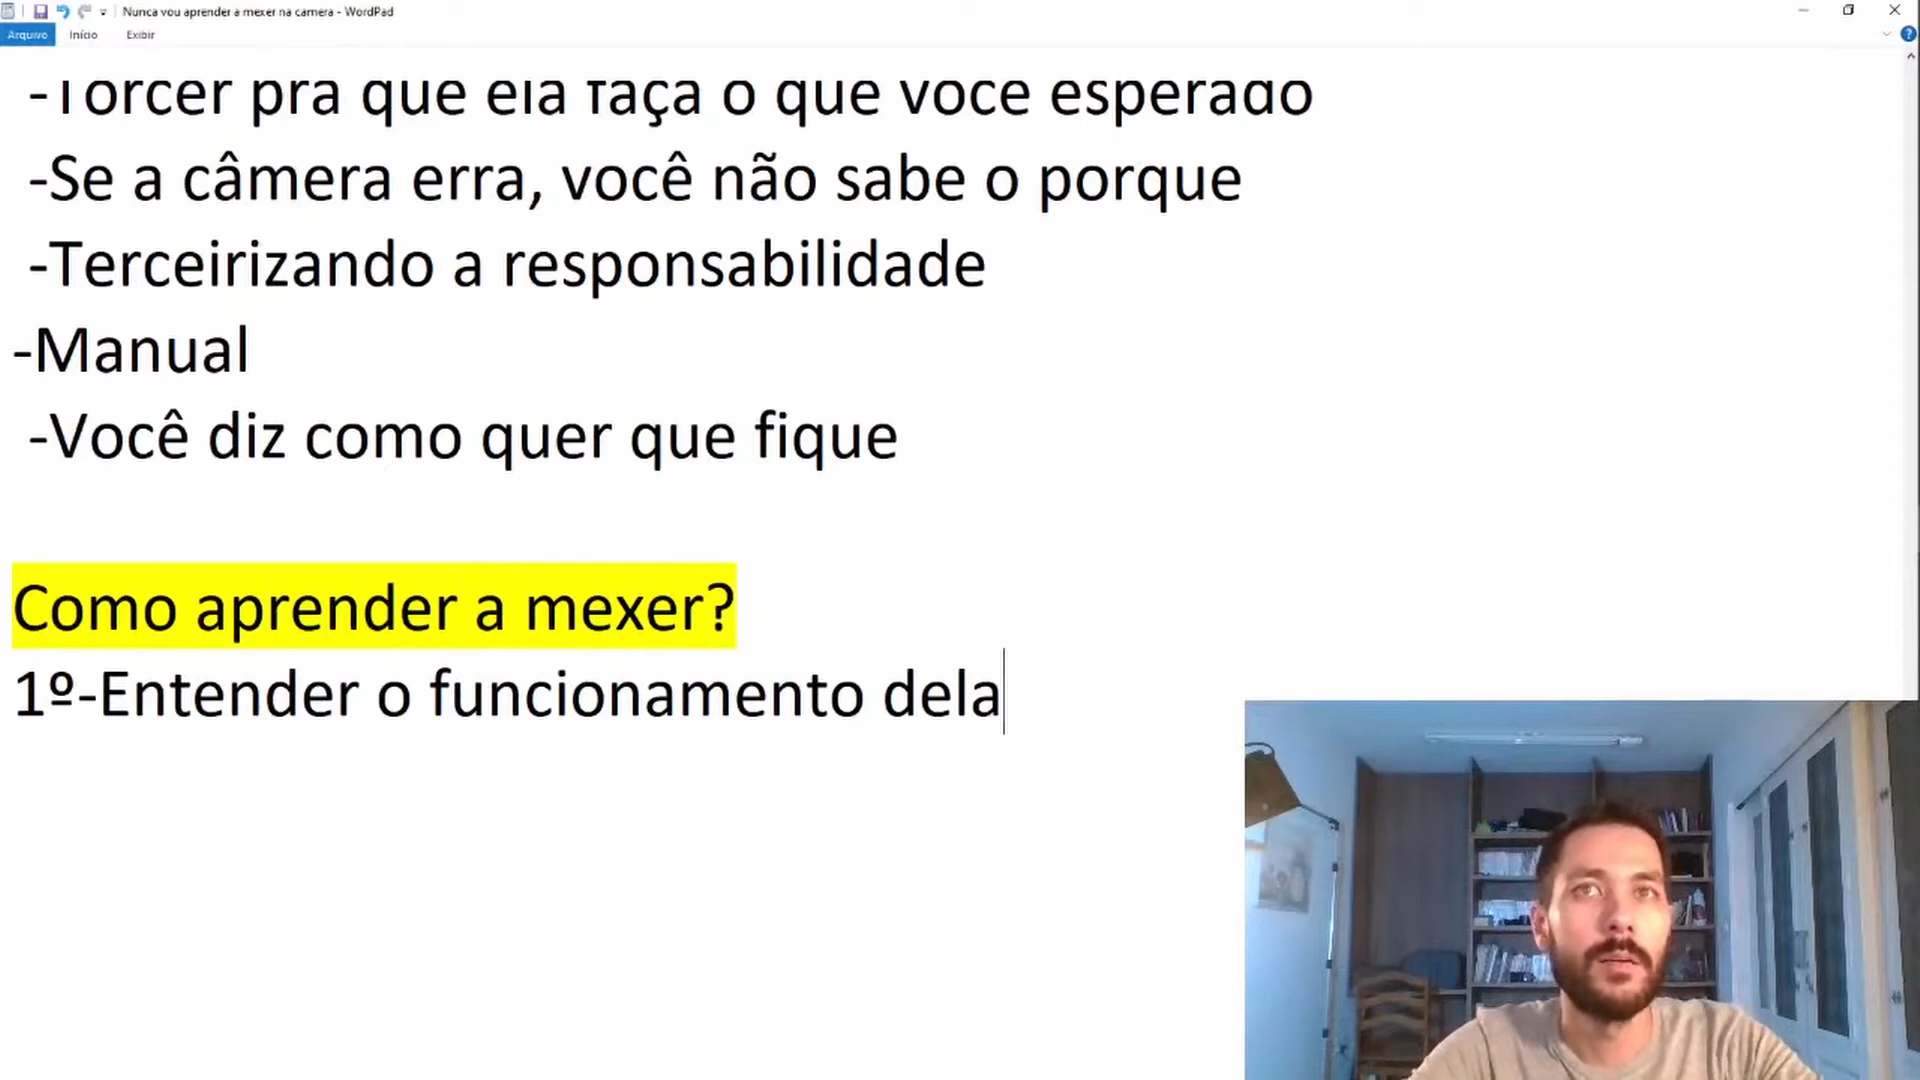 Nunca vou aprender a mexer na câmera - WordPad
Arquivo Início Exibir
-Torcer pra que ela faça o que você esperado
-Se a câmera erra, você não sabe o porque
-Terceirizando a responsabilidade
-Manual
-Você diz como quer que fique
Como aprender a mexer?
1º-Entender o funcionamento dela